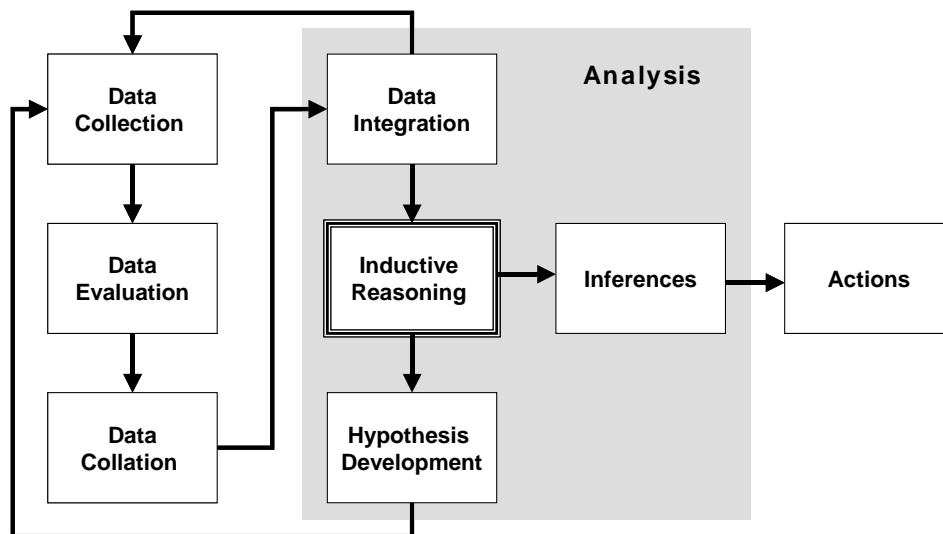 Analysis
Data
Collection
Data
Integration
Data
Evaluation
Inductive
Reasoning
Inferences
Actions
Data
Collation
Hypothesis
Development